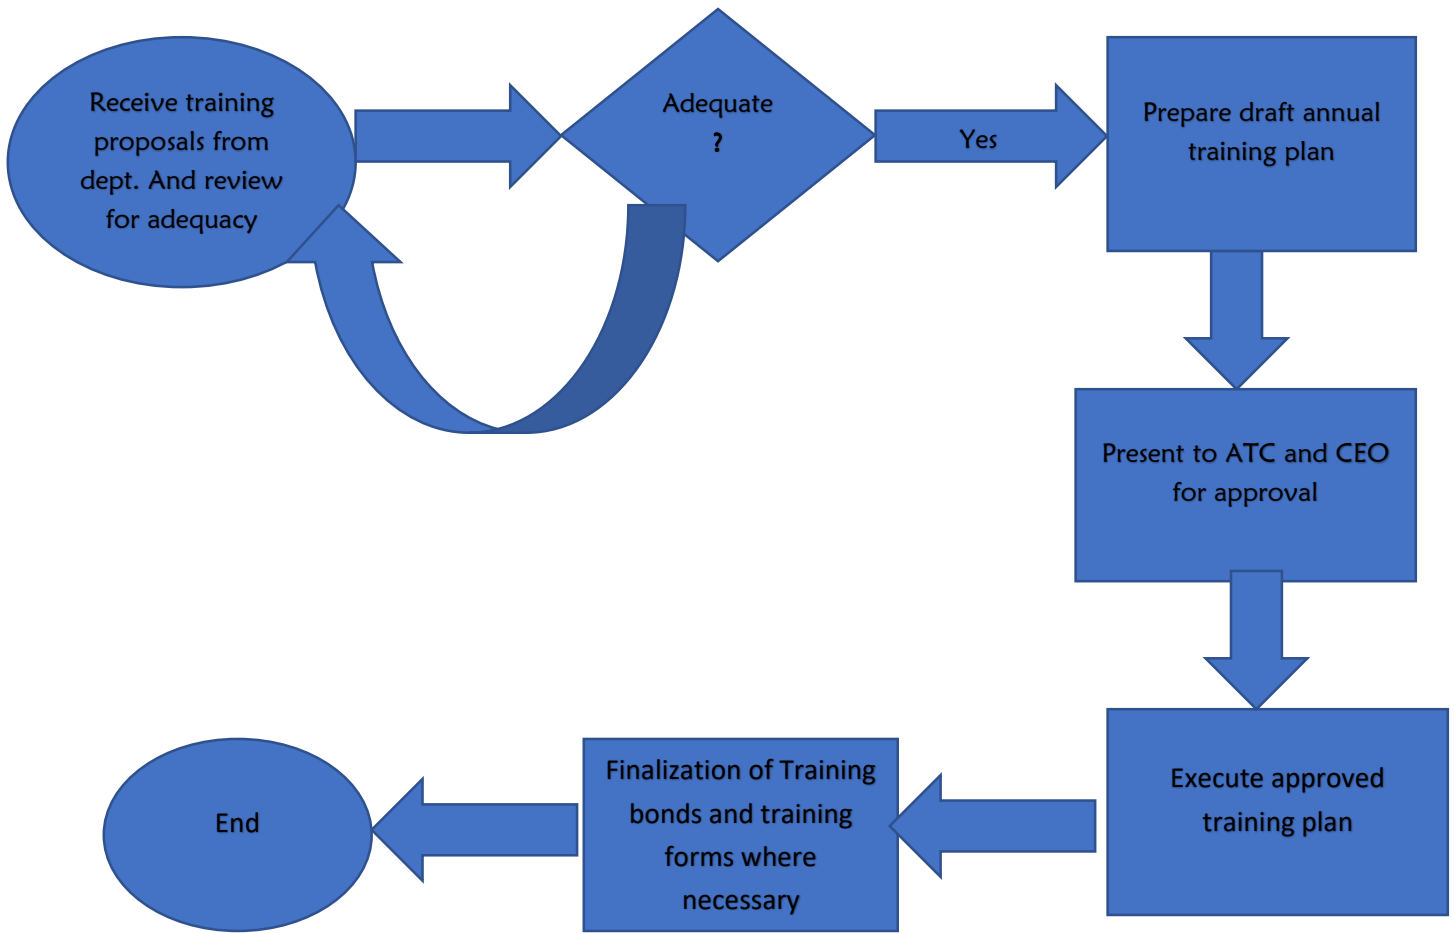 Receive training
proposals from
dept. And review
for adequacy
Adequate
?
Yes
Prepare draft annual
training plan
Present to ATC and CEO
for approval
Execute approved
training plan
Finalization of Training
bonds and training
forms where
necessary
End